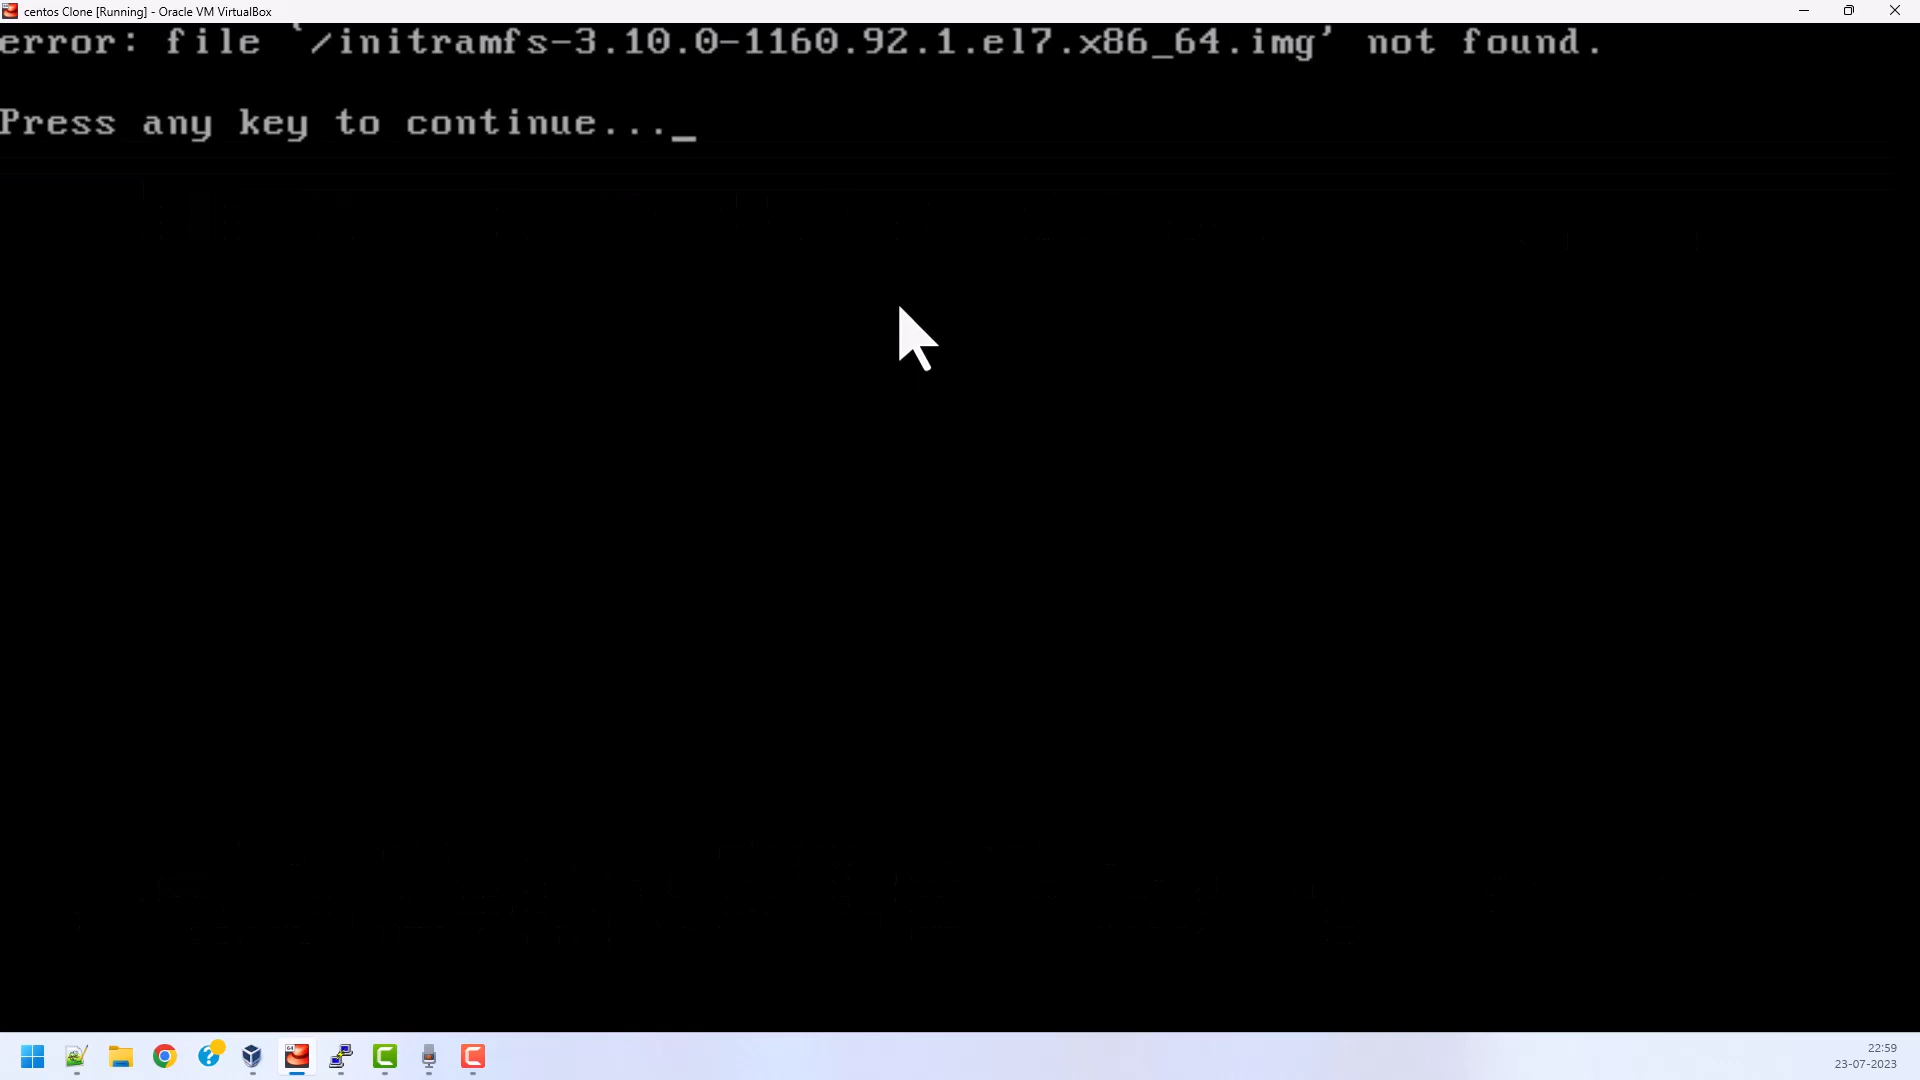 centos Clone [Running] - Oracle VM VirtualBox
error: file `/initramfs-3.10.0-1160.92.1.el7.x86_64.img' not found.
Press any key to continue..._
64
22:59
23-07-2023